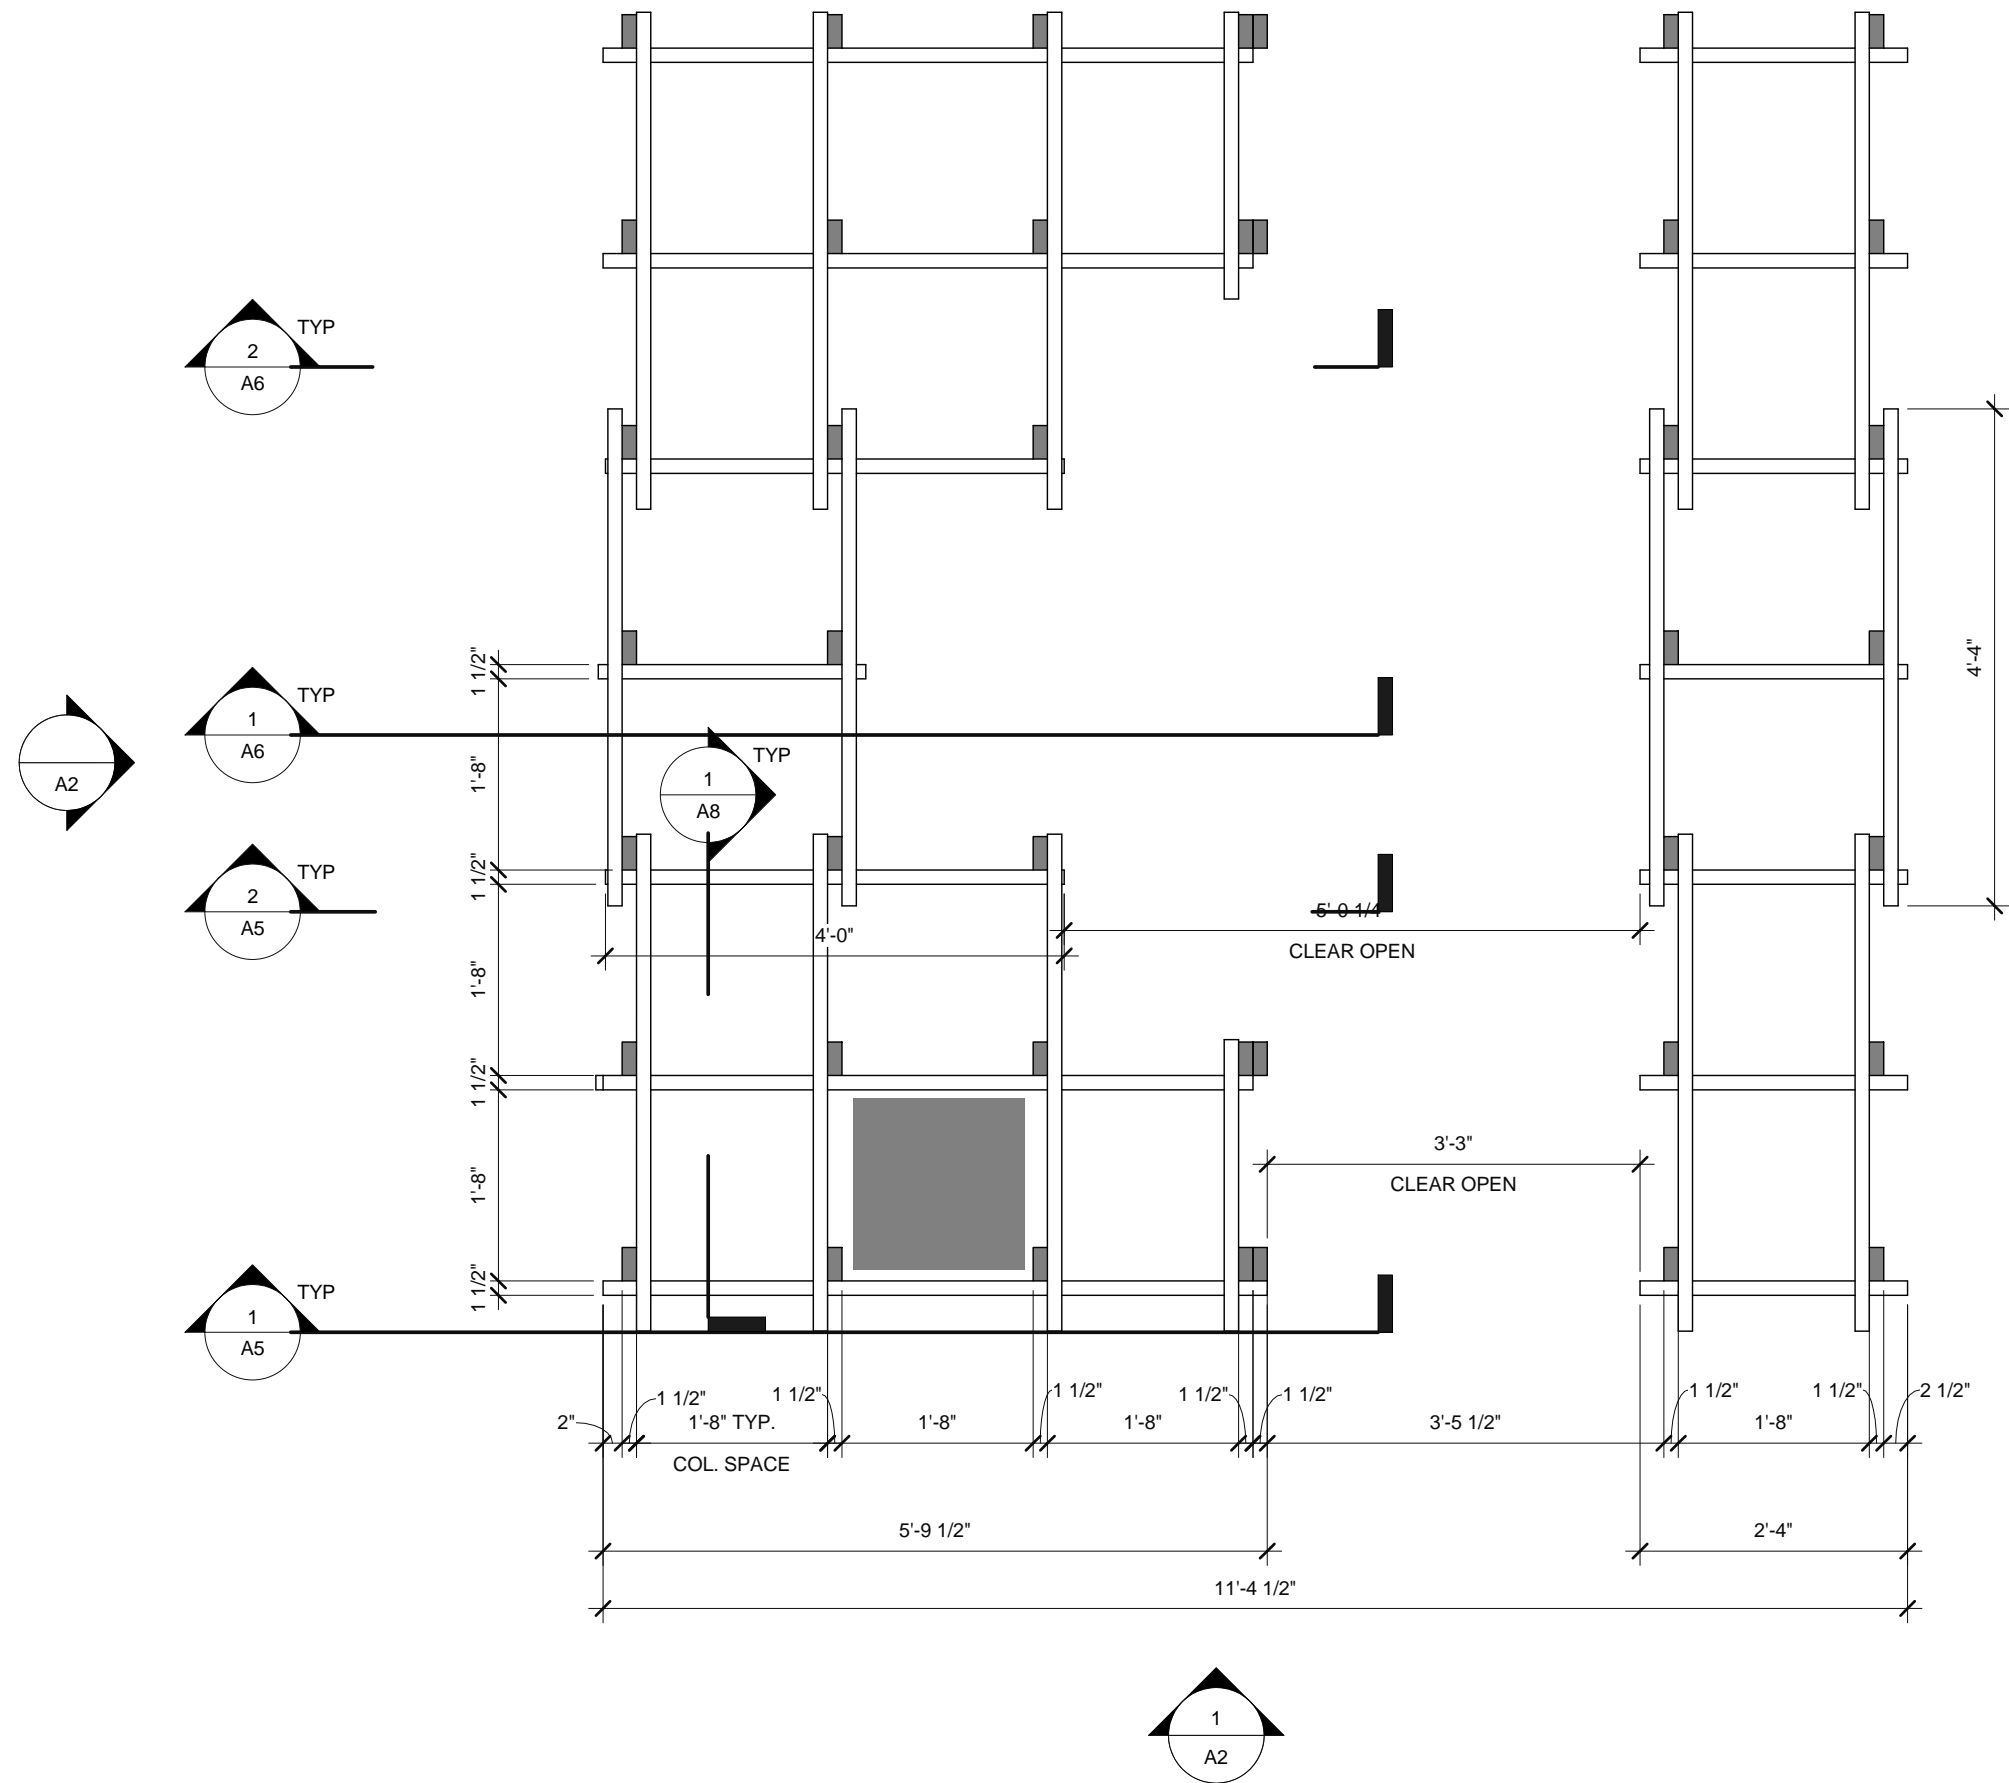 TYP
2
A6
1 1/2"
4'-4"
TYP
1
A6
TYP
1
A8
A2
1'-8"
TYP
2
A5
1 1/2"
5'-0 1/4
CLEAR OPEN
4'-0"
1'-8"
1 1/2"
3'-3"
CLEAR OPEN
1'-8"
1 1/2"
TYP
1
A5
2"
1 1/2"
1'-8" TYP.
COL. SPACE
1 1/2"
1'-8"
1 1/2"
1'-8"
1 1/2"
1 1/2"
3'-5 1/2"
1 1/2"
1'-8"
1 1/2"
2 1/2"
5'-9 1/2"
2'-4"
11'-4 1/2"
1
A2